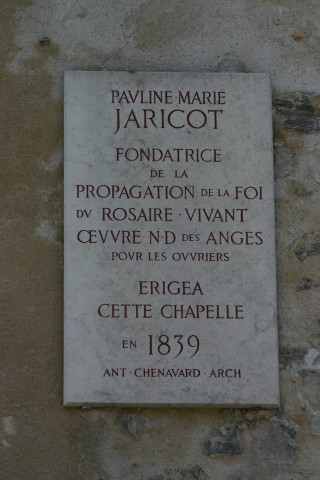 PAVLINE·MARIE
JARICOT
FONDATRICE
DE LA
PROPAGATION DE LA FOI
DV ROSAIRE·VIVANT
ŒVVRE N·D DES ANGES
POVR LES OVVRIERS
ERIGEA
CETTE CHAPELLE
EN 1839
ANT·CHENAVARD·ARCH